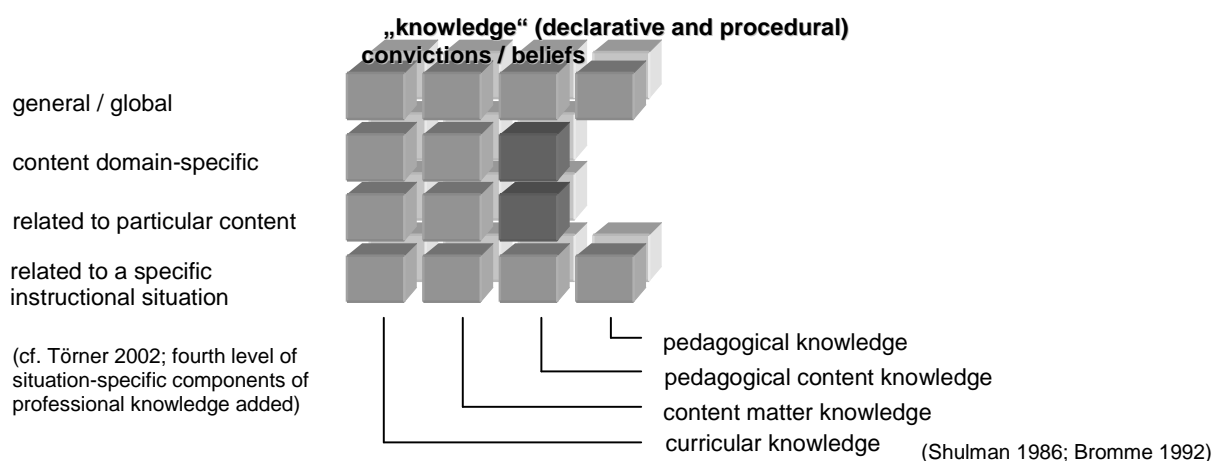 „knowledge“ (declarative and procedural)
convictions / beliefs
general / global
content domain-specific
related to particular content
related to a specific
instructional situation
(cf. Törner 2002; fourth level of
situation-specific components of
professional knowledge added)
pedagogical knowledge
pedagogical content knowledge
content matter knowledge
curricular knowledge
(Shulman 1986; Bromme 1992)